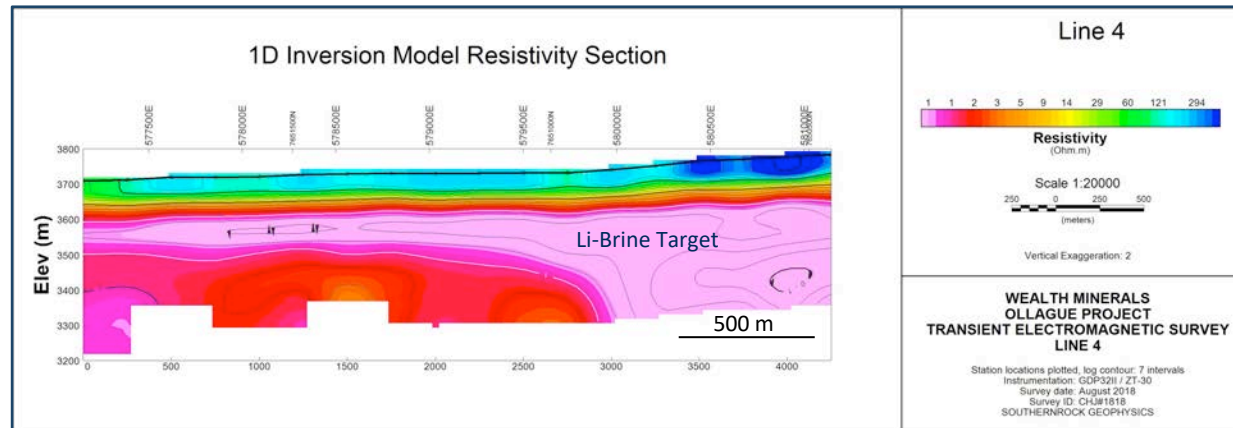 1D Inversion Model Resistivity Section
577500E
578000E
7651500N
578500E
579000E
579500E
7651000N
580000E
580500E
581000E
Elev (m)
3800
3700
3600
3500
3400
3300
3200
Li-Brine Target
500 m
0 500 1000 1500 2000 2500 3000 3500 4000
Line 4
1 1 2 3 5 9 14 29 60 121 294
Resistivity
(Ohm.m)
Scale 1:20000
250 0 250 500
(meters)
Vertical Exaggeration: 2
WEALTH MINERALS
OLLAGUE PROJECT
TRANSIENT ELECTROMAGNETIC SURVEY
LINE 4
Station locations plotted, log contour: 7 intervals
Instrumentation: GDP32II / ZT-30
Survey date: August 2018
Survey ID: CHJ#1818
SOUTHERNROCK GEOPHYSICS